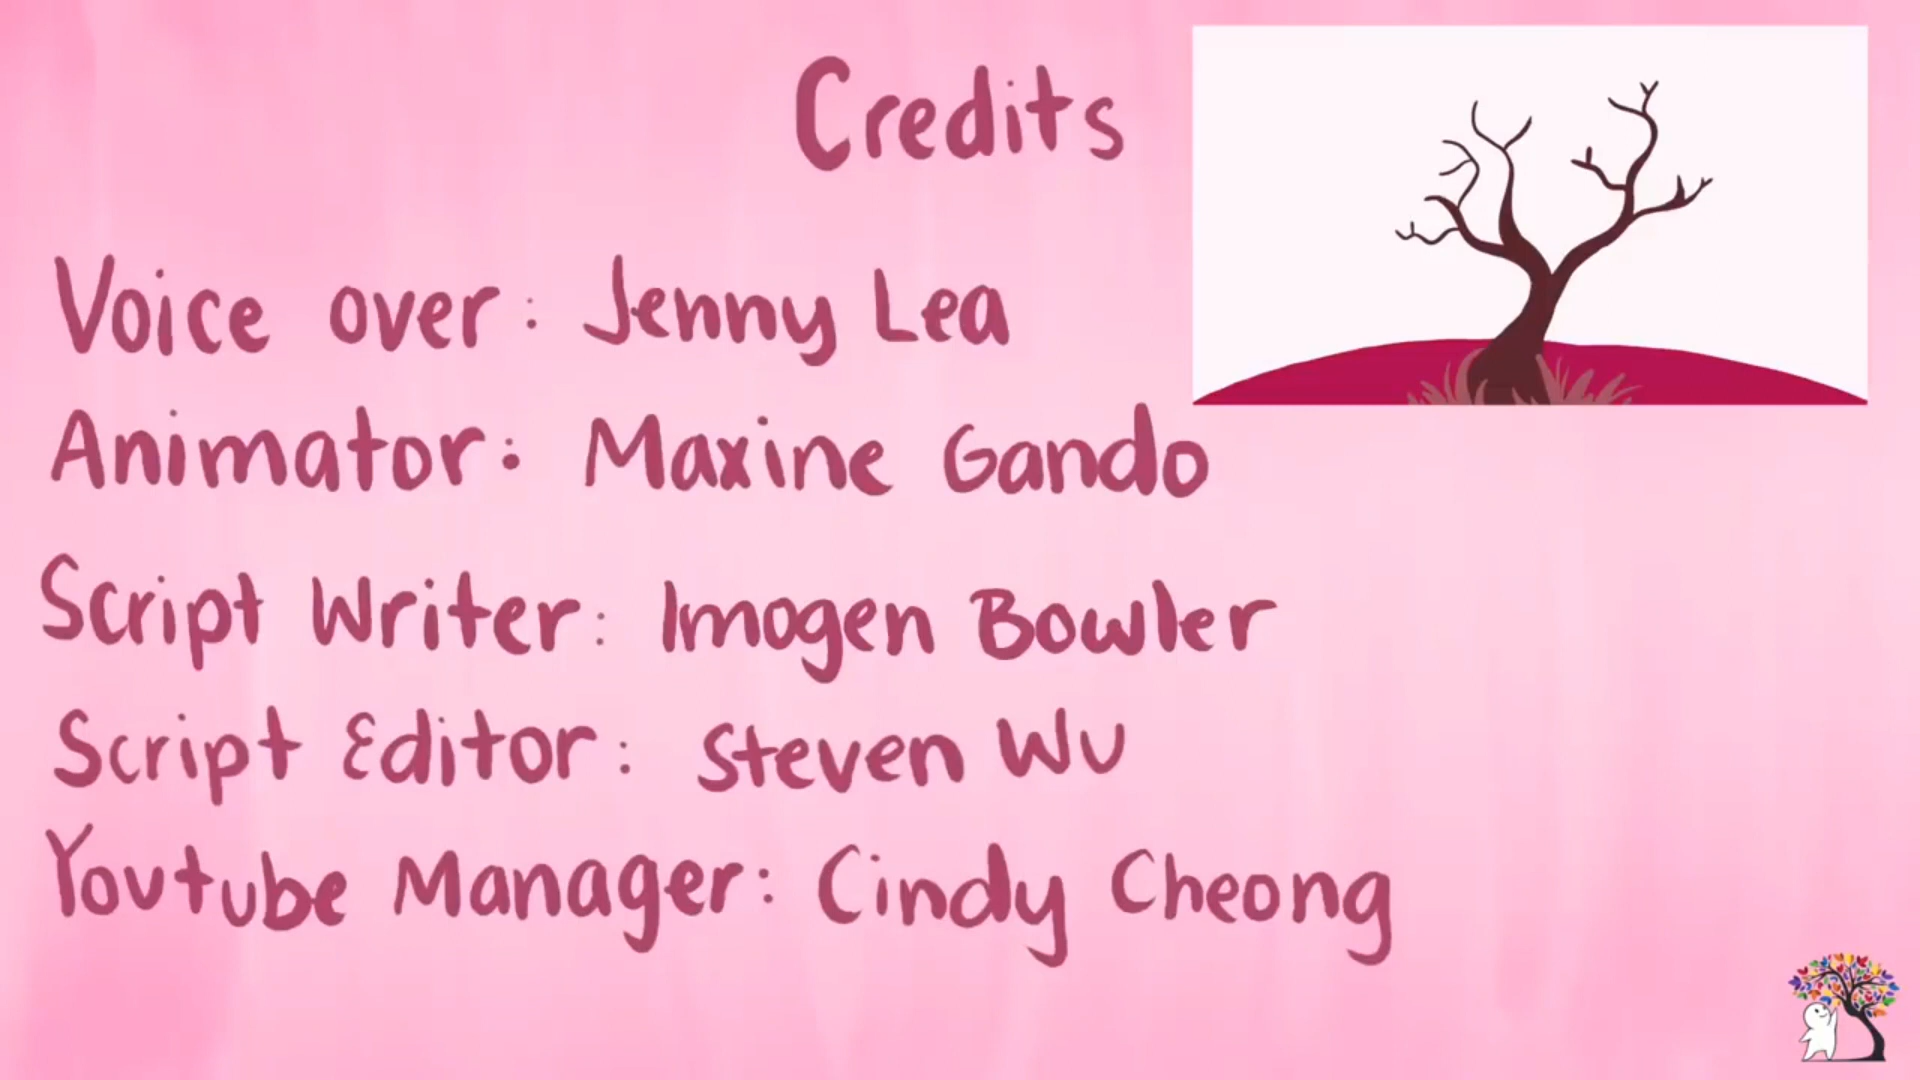 Credits
Voice over: Jenny Lea
Animator: Maxine Gando
Script Writer: Imogen Bowler
Script Editor: Steven Wu
Youtube Manager: Cindy Cheong